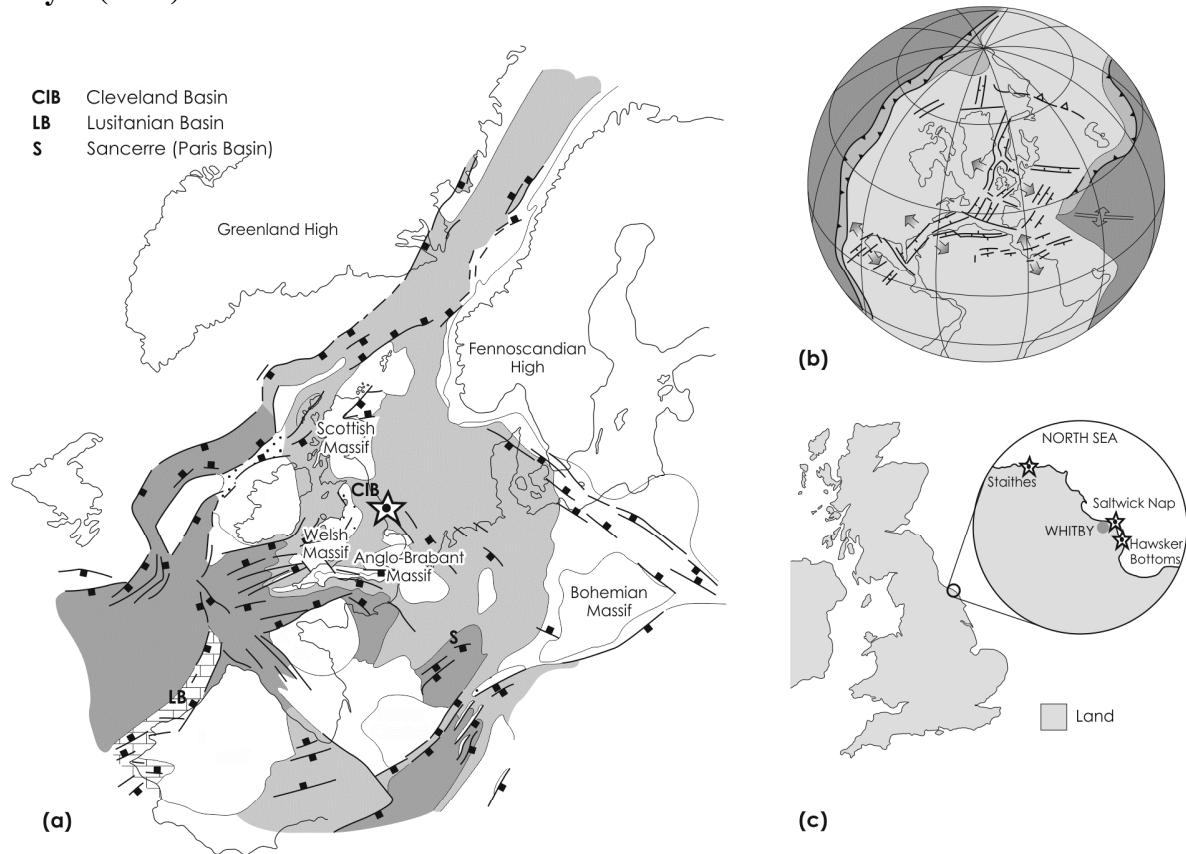 CIB Cleveland Basin
LB Lusitanian Basin
S Sancerre (Paris Basin)
Greenland High
Fennoscandian
High
Scottish
Massif
CIB
Welsh
Massif
Anglo-Brabant
Massif
Bohemian
Massif
S
LB
(a)
(b)
NORTH SEA
Staithes
Saltwick Nap
WHITBY
Hawsker
Bottoms
Land
(c)